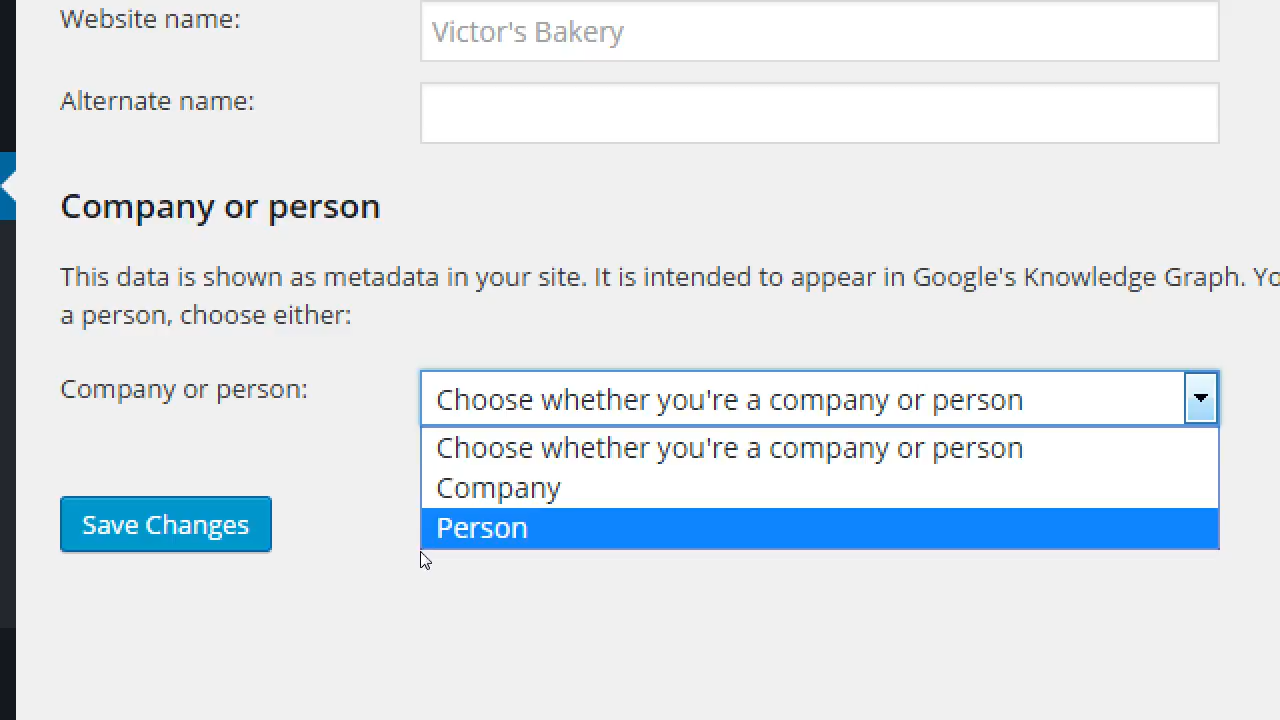 Website name:
Victor's Bakery
Alternate name:
Company or person
This data is shown as metadata in your site. It is intended to appear in Google's Knowledge Graph. Yo
a person, choose either:
Company or person:
Choose whether you're a company or person
Choose whether you're a company or person
Company
Person
Save Changes